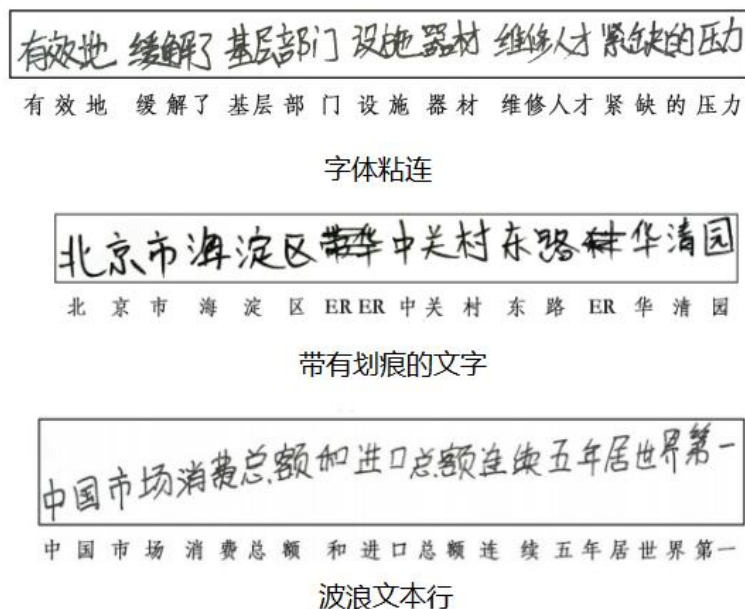 有效地缓解了基层部门设施器材维修人才紧缺的压力
有 效 地 缓 解 了 基 层 部 门 设 施 器 材 维 修 人 才 紧 缺 的 压 力
字体粘连
北京市海淀区中关村东路华清园
北 京 市 海 淀 区 ER ER 中 关 村 东 路 ER 华 清 园
带有划痕的文字
中国市场消费总额和进口总额连续五年居世界第一
中 国 市 场 消 费 总 额 和 进 口 总 额 连 续 五 年 居 世 界 第 一
波浪文本行